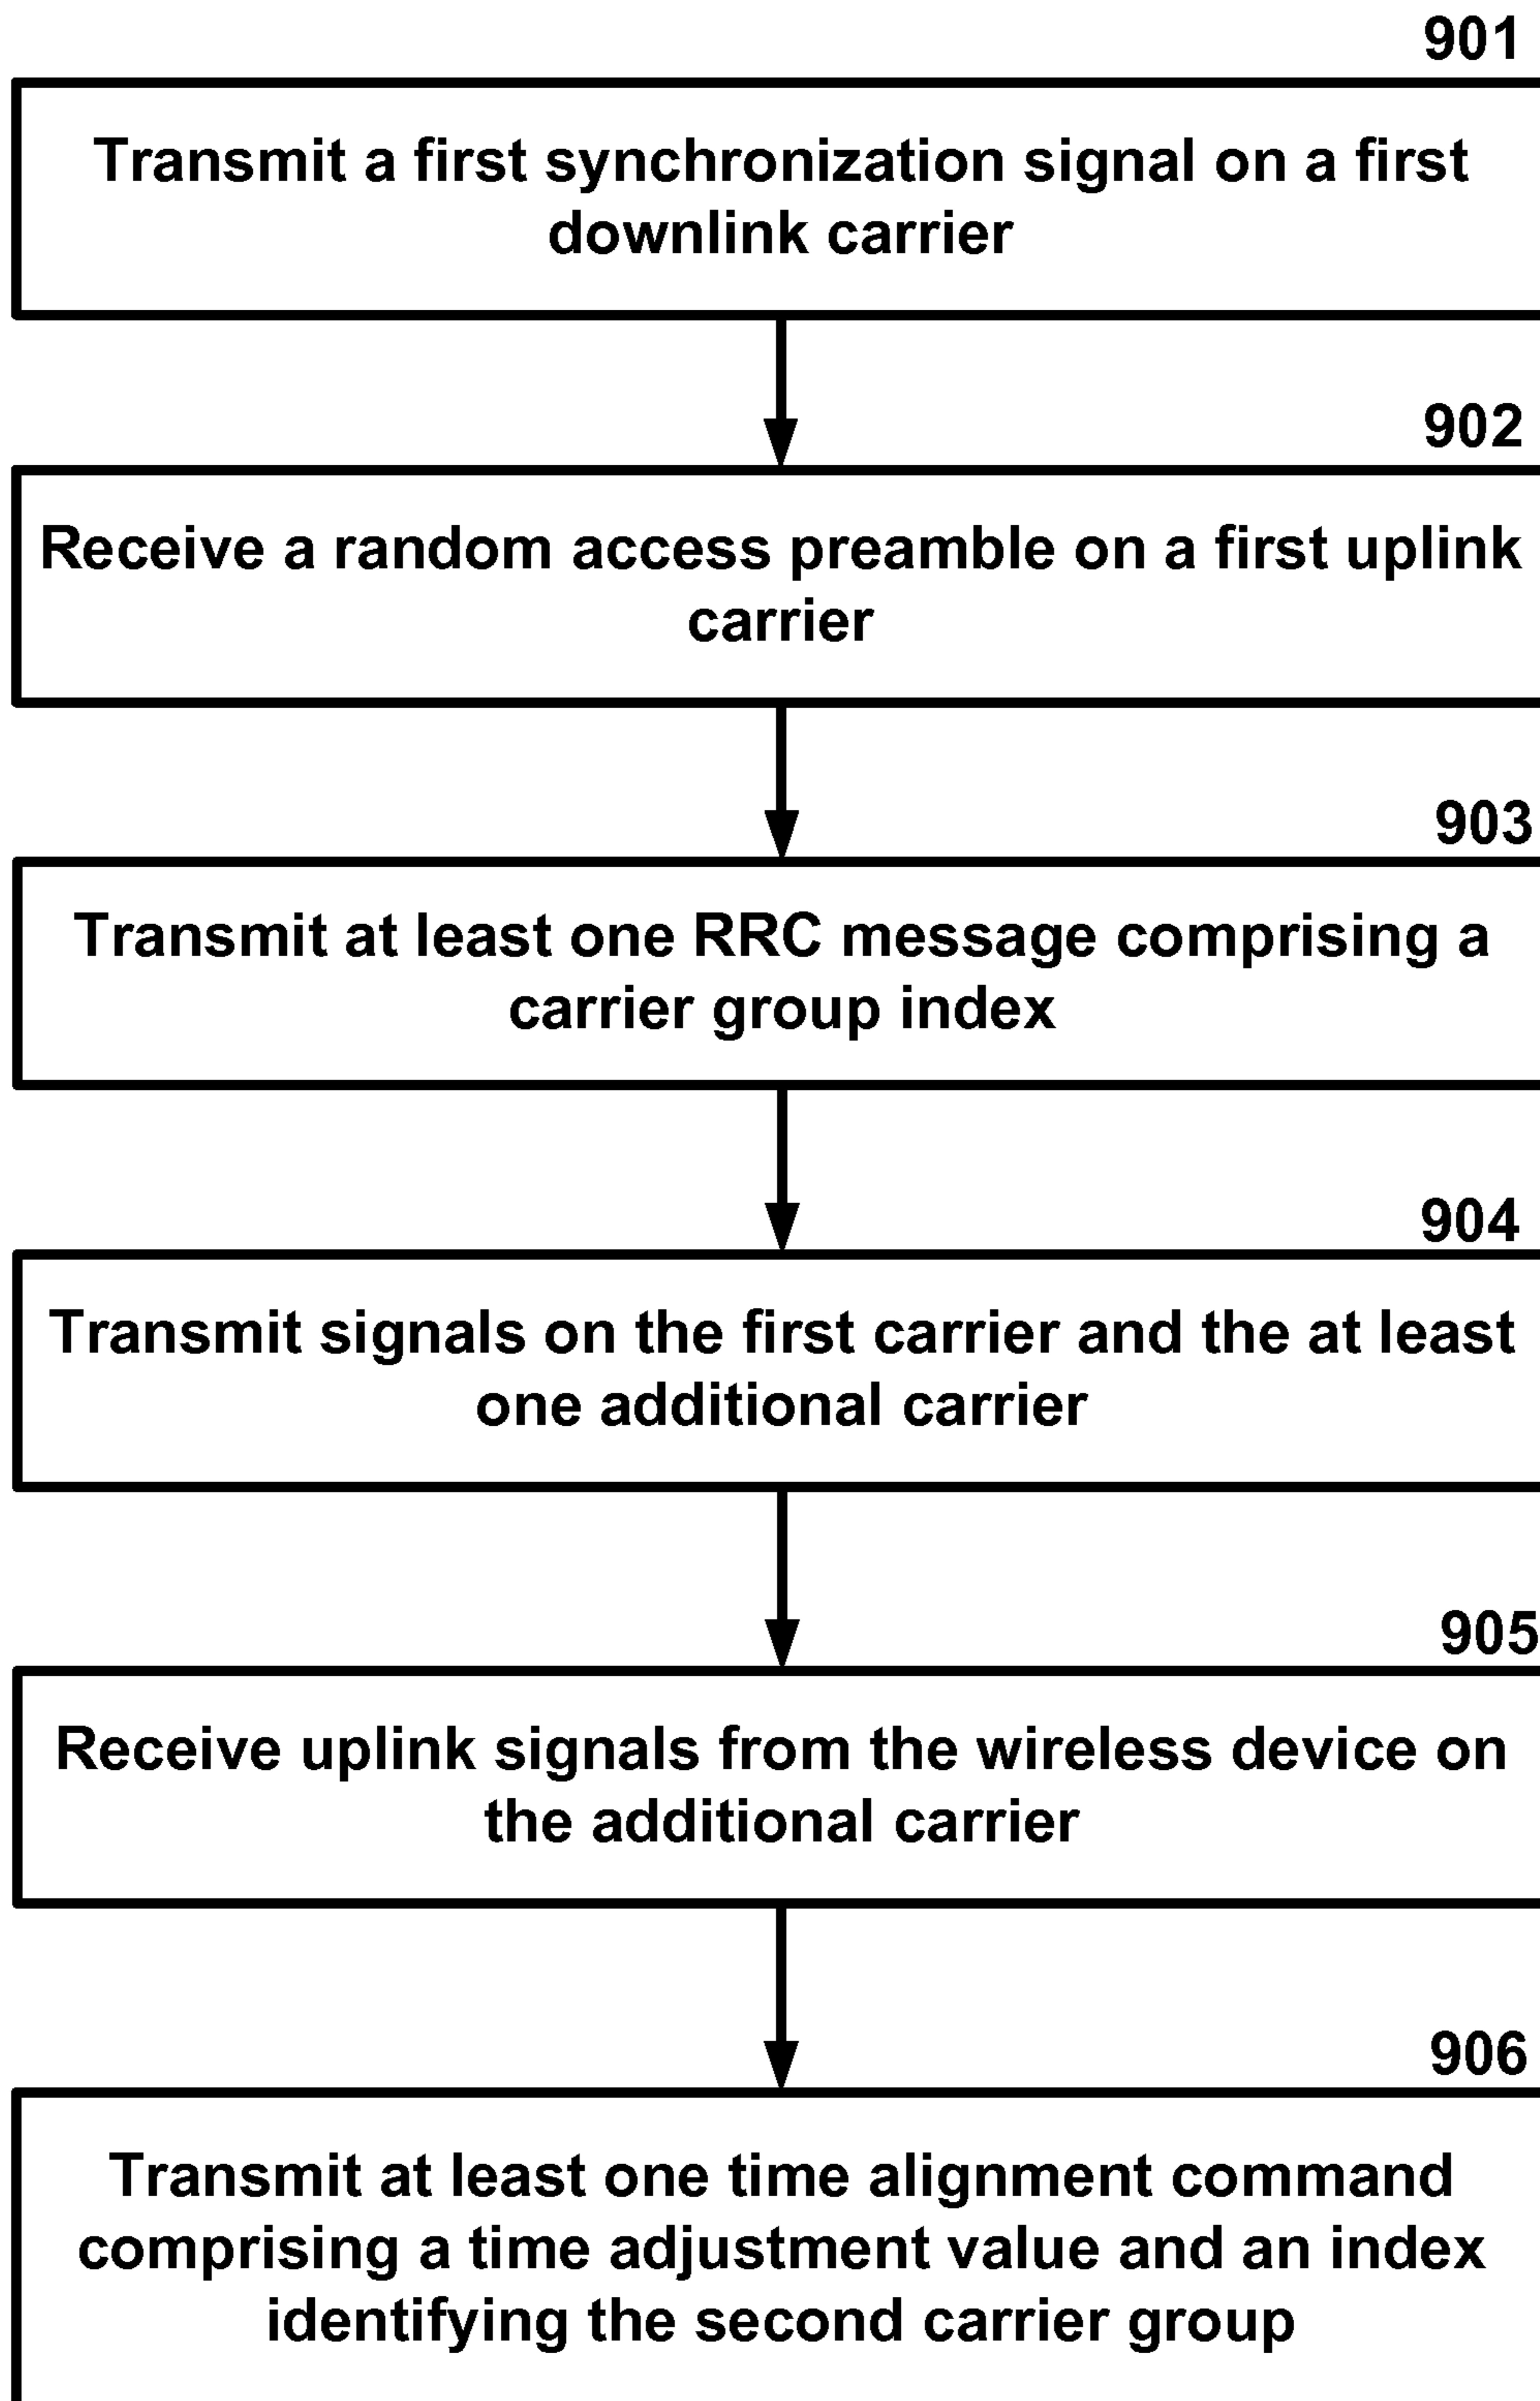 901
Transmit a first synchronization signal on a first
downlink carrier
902
Receive a random access preamble on a first uplink
carrier
903
Transmit at least one RRC message comprising a
carrier group index
904
Transmit signals on the first carrier and the at least
one additional carrier
905
Receive uplink signals from the wireless device on
the additional carrier
906
Transmit at least one time alignment command
comprising a time adjustment value and an index
identifying the second carrier group